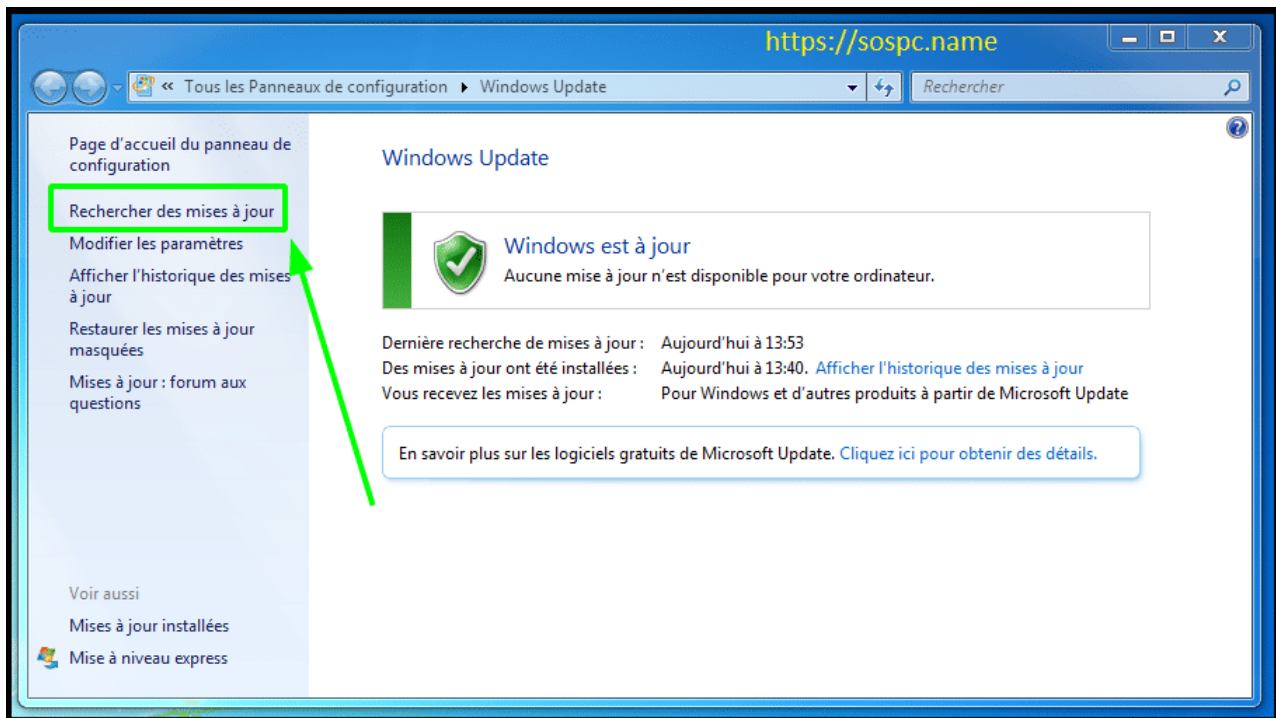 https://sospc.name
« Tous les Panneaux de configuration ▸ Windows Update
Rechercher
Page d'accueil du panneau de
configuration
Rechercher des mises à jour
Modifier les paramètres
Afficher l'historique des mises
à jour
Restaurer les mises à jour
masquées
Mises à jour : forum aux
questions
Voir aussi
Mises à jour installées
Mise à niveau express
Windows Update
Windows est à jour
Aucune mise à jour n'est disponible pour votre ordinateur.
Dernière recherche de mises à jour : Aujourd'hui à 13:53
Des mises à jour ont été installées : Aujourd'hui à 13:40. Afficher l'historique des mises à jour
Vous recevez les mises à jour : Pour Windows et d'autres produits à partir de Microsoft Update
En savoir plus sur les logiciels gratuits de Microsoft Update. Cliquez ici pour obtenir des détails.